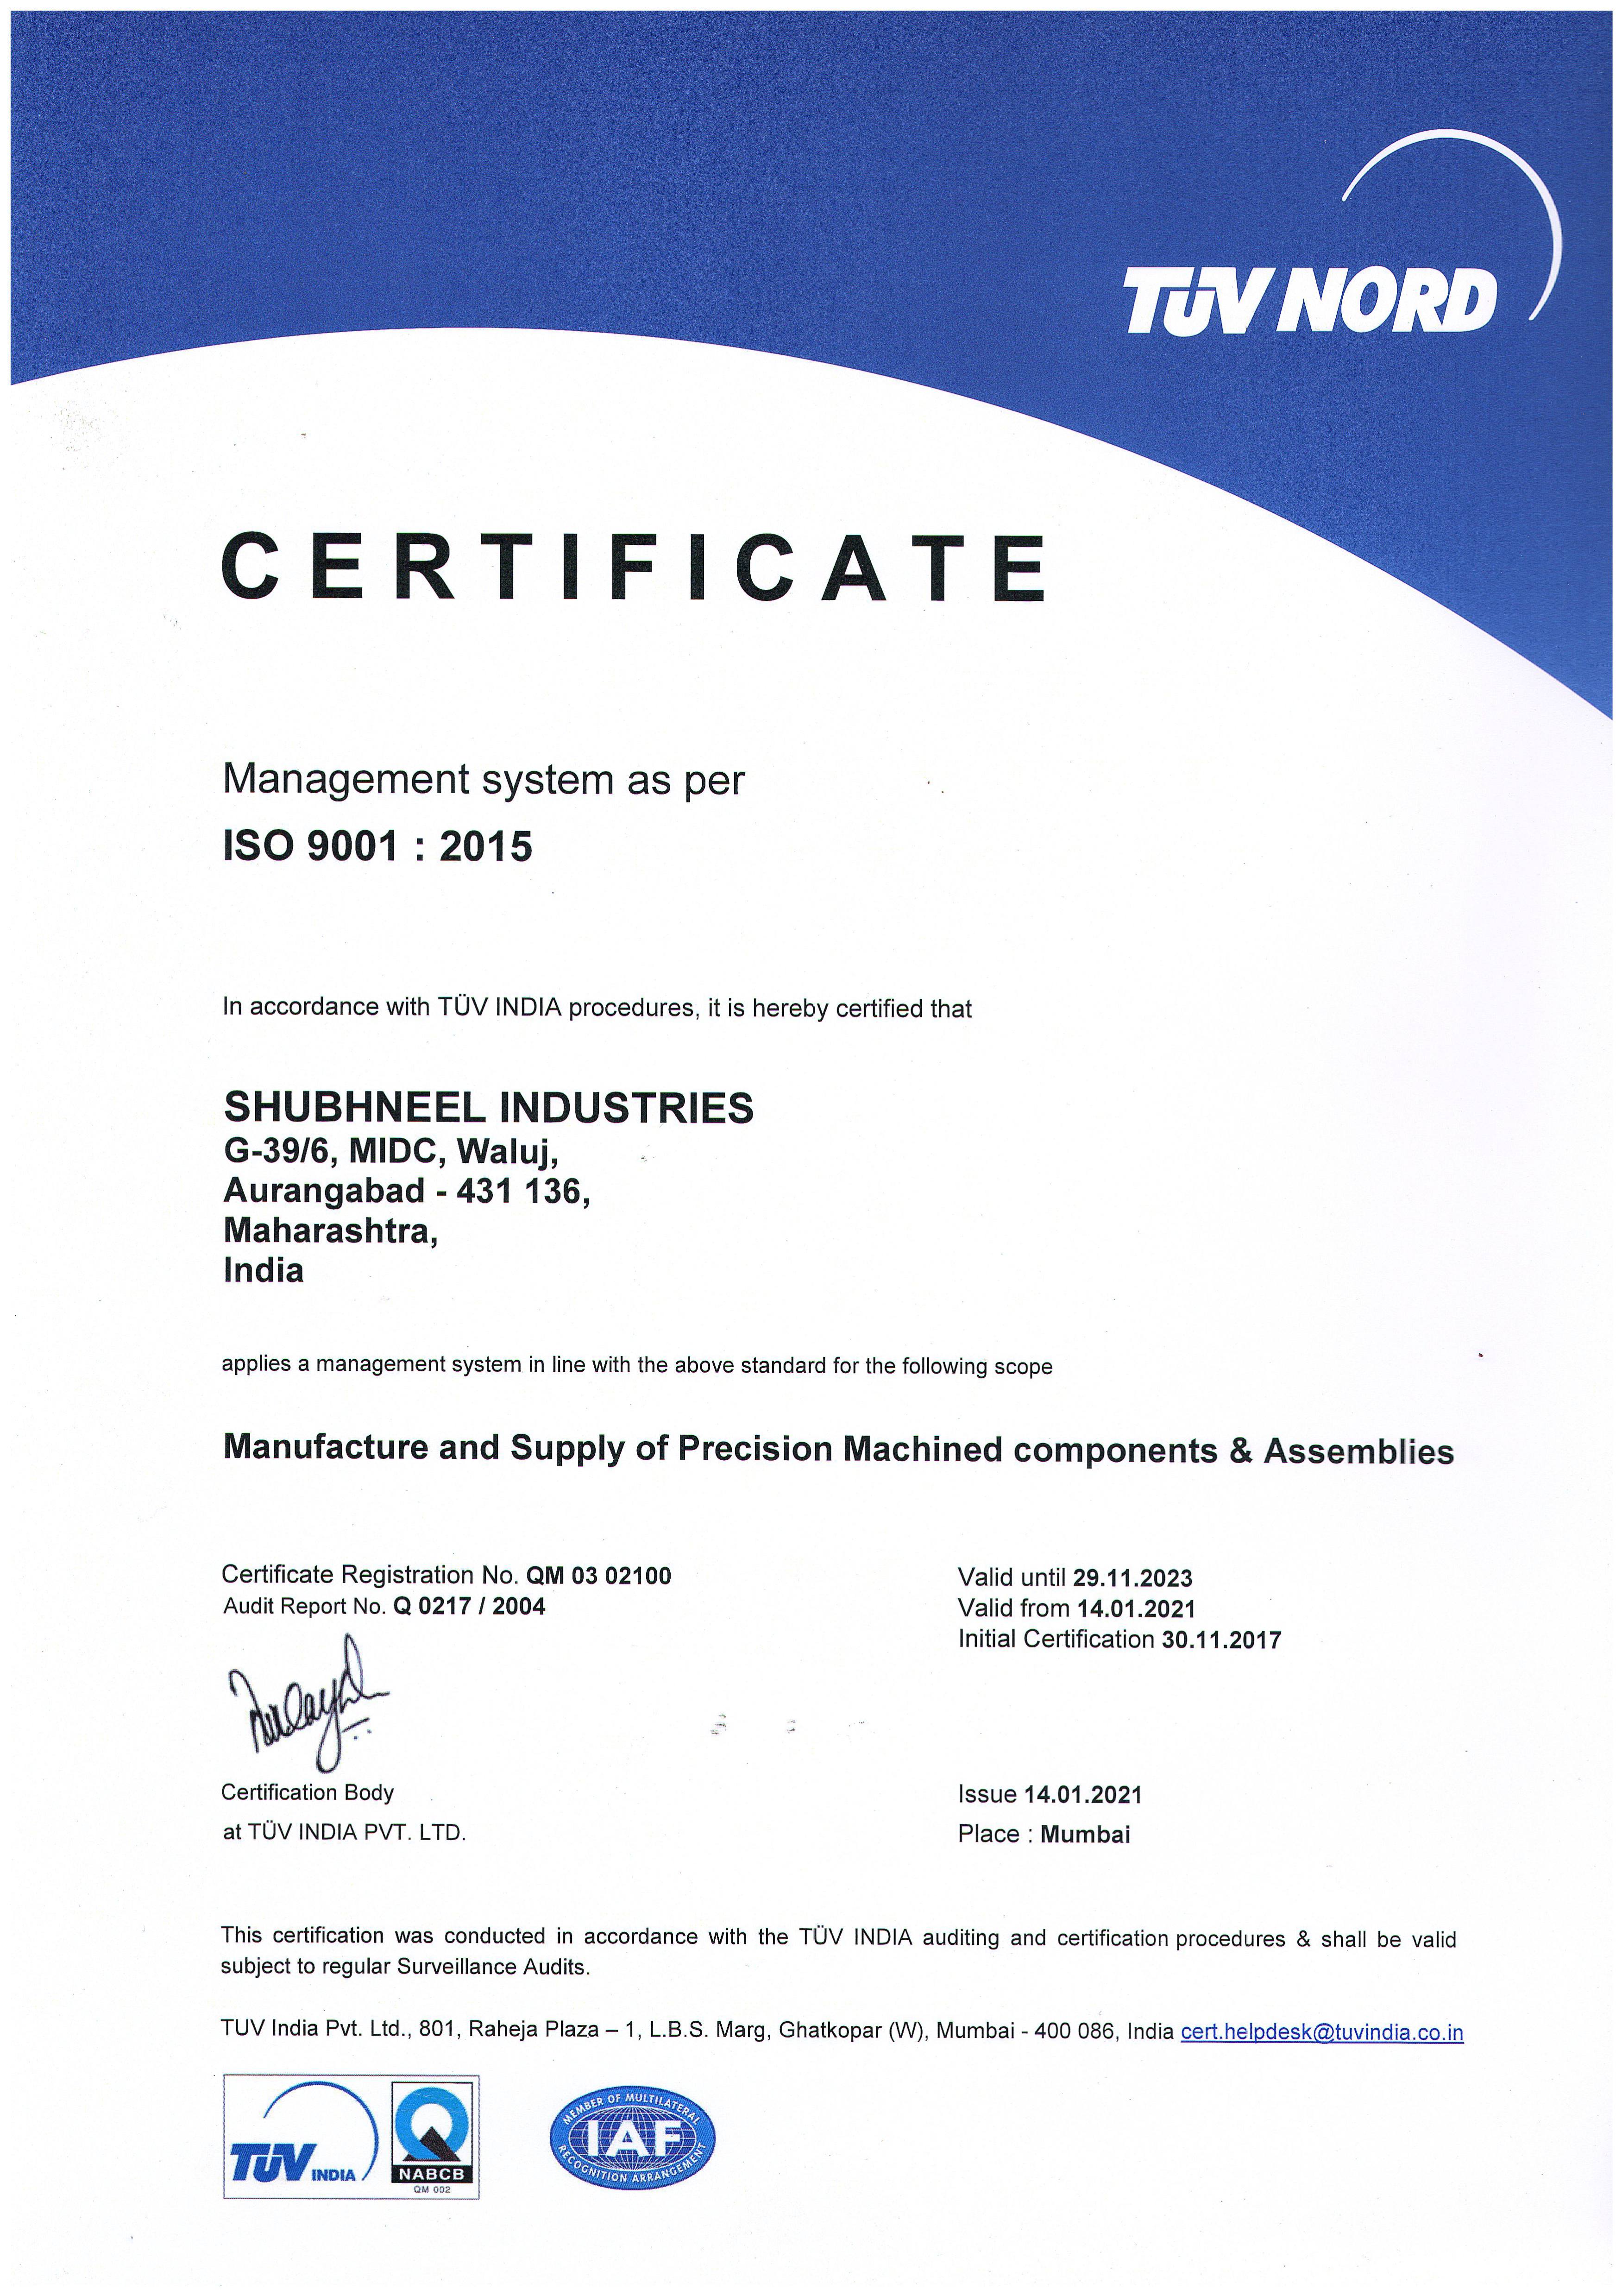 TÜV NORD
CERTIFICATE
Management system as per
ISO 9001 : 2015
In accordance with TÜV INDIA procedures, it is hereby certified that
SHUBHNEEL INDUSTRIES
G-39/6, MIDC, Waluj,
Aurangabad - 431 136,
Maharashtra,
India
applies a management system in line with the above standard for the following scope
Manufacture and Supply of Precision Machined components & Assemblies
Certificate Registration No. QM 03 02100
Audit Report No. Q 0217 / 2004
Valid until 29.11.2023
Valid from 14.01.2021
Initial Certification 30.11.2017
Certification Body
at TÜV INDIA PVT. LTD.
Issue 14.01.2021
Place : Mumbai
This certification was conducted in accordance with the TÜV INDIA auditing and certification procedures & shall be valid
subject to regular Surveillance Audits.
TUV India Pvt. Ltd., 801, Raheja Plaza – 1, L.B.S. Marg, Ghatkopar (W), Mumbai - 400 086, India cert.helpdesk@tuvindia.co.in
TÜV INDIA
NABCB
QM 002
MEMBER OF MULTILATERAL
IAF
RECOGNITION ARRANGEMENT